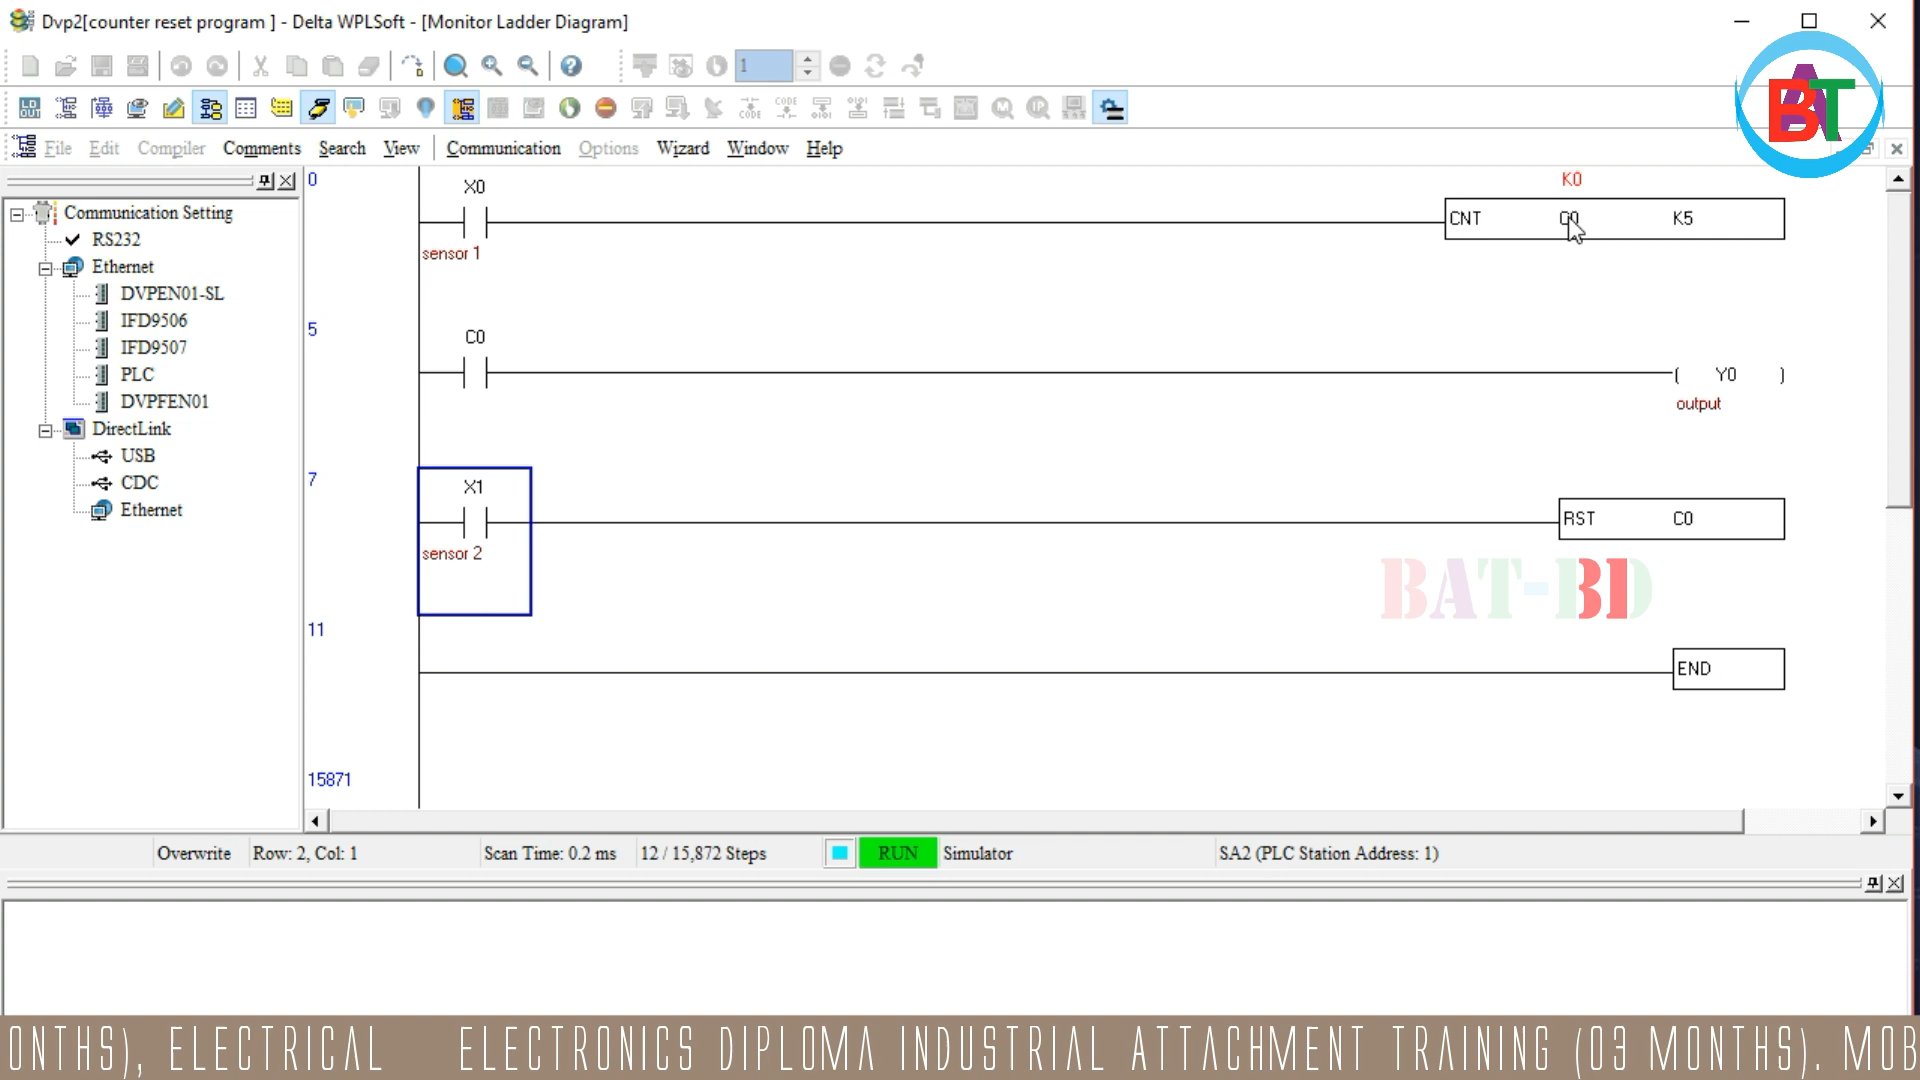 Dvp2[counter reset program ] - Delta WPLSoft - [Monitor Ladder Diagram]
1
BAT
File Edit Compiler Comments Search View Communication Options Wizard Window Help
Communication Setting
RS232
Ethernet
DVPEN01-SL
IFD9506
IFD9507
PLC
DVPFEN01
DirectLink
USB
CDC
Ethernet
0
X0
sensor 1
K0
CNT C0 K5
5
C0
( Y0 )
output
7
X1
sensor 2
RST C0
BAT-BD
11
END
15871
Overwrite Row: 2, Col: 1 Scan Time: 0.2 ms 12 / 15,872 Steps RUN Simulator SA2 (PLC Station Address: 1)
ONTHS), ELECTRICAL ELECTRONICS DIPLOMA INDUSTRIAL ATTACHMENT TRAINING (03 MONTHS). MOB